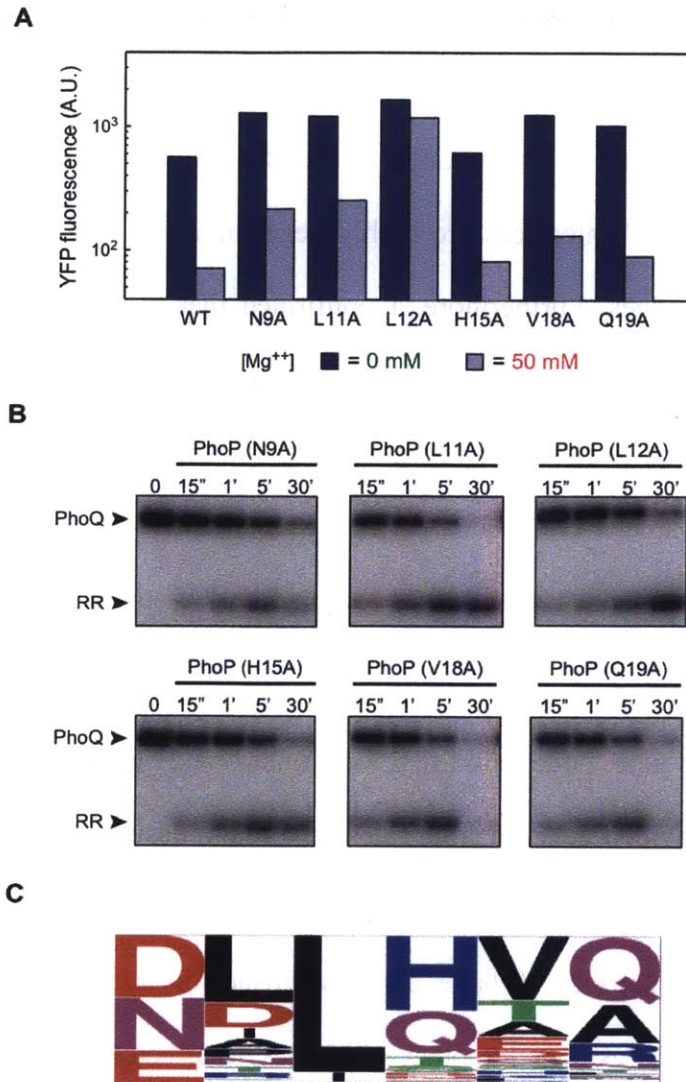 A
YFP fluorescence (A.U.)
10³
10²
WT N9A L11A L12A H15A V18A Q19A
[Mg⁺⁺] = 0 mM = 50 mM
B
PhoP (N9A) PhoP (L11A) PhoP (L12A)
0 15" 1' 5' 30' 15" 1' 5' 30' 15" 1' 5' 30'
PhoQ
RR
PhoP (H15A) PhoP (V18A) PhoP (Q19A)
0 15" 1' 5' 30' 15" 1' 5' 30' 15" 1' 5' 30'
PhoQ
RR
C
D L L H V Q
N D Q T A
E A A R